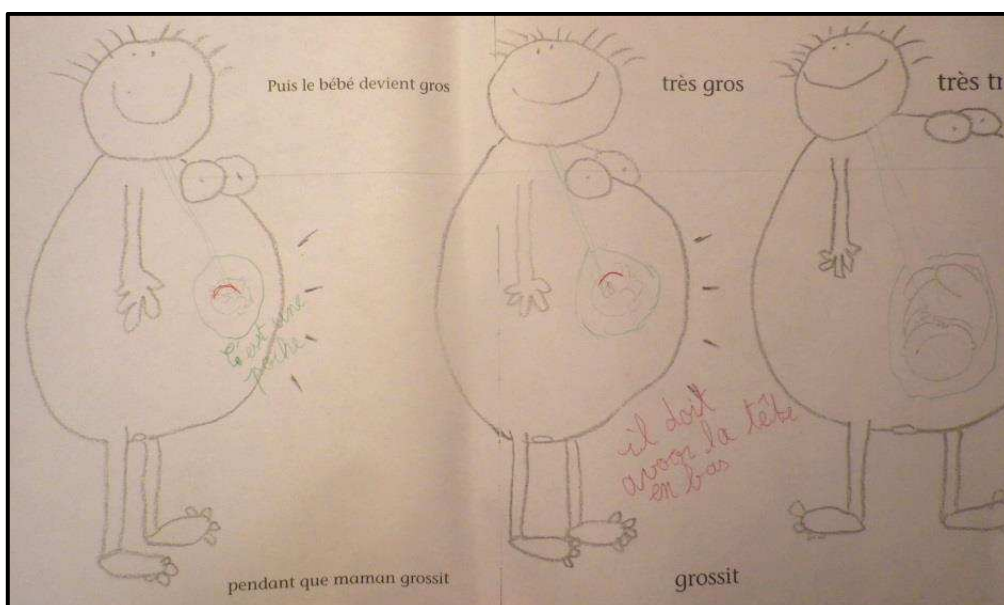 Puis le bébé devient gros
très gros
très tr
C'est une
poche
il doit
avoir la tête
en bas
pendant que maman grossit
grossit